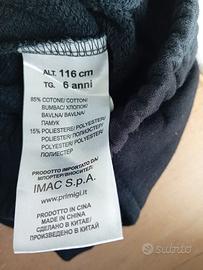 ALT. 116 cm
TG. 6 anni
85% COTONE/ COTTON/
BUMBAC/ ХЛОПОК/
BAVLNA/ BAVLNA/
ПАМУК
15% POLIESTERE/ POLYESTER/
POLIESTER/ ПОЛИЭСТЕР/
POLYESTER/ POLYESTER/
ПОЛИЕСТЕР
PRODOTTO IMPORTATO DA/
ИМПОРТЕР/ВНОСИТЕЛ:
IMAC S.p.A.
www.primigi.it
PRODOTTO IN CINA
MADE IN CHINA/
СДЕЛАНО В КИТАЕ/
ПРОИЗВЕДЕНО В КИТАЙ
subito